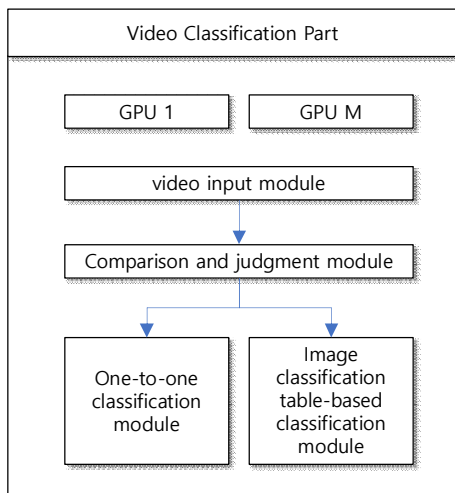 Video Classification Part
GPU 1
GPU M
video input module
Comparison and judgment module
One-to-one
classification
module
Image
classification
table-based
classification
module